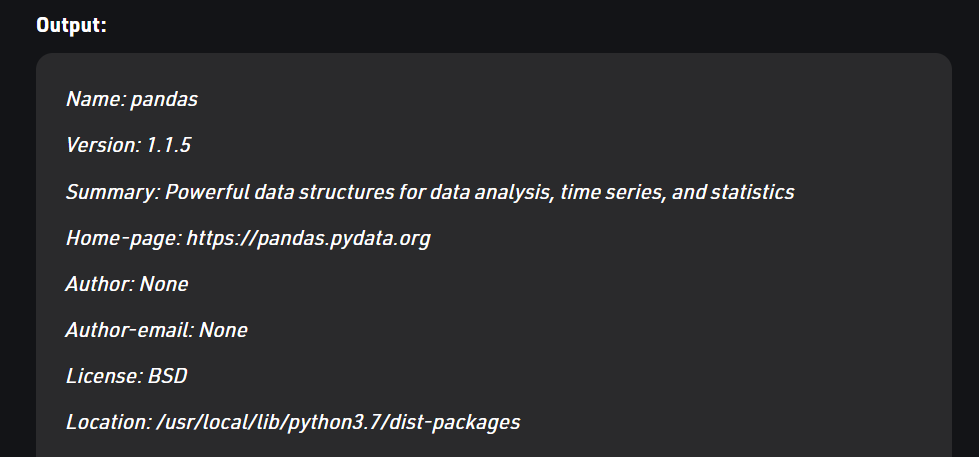 Output:
Name: pandas
Version: 1.1.5
Summary: Powerful data structures for data analysis, time series, and statistics
Home-page: https://pandas.pydata.org
Author: None
Author-email: None
License: BSD
Location: /usr/local/lib/python3.7/dist-packages